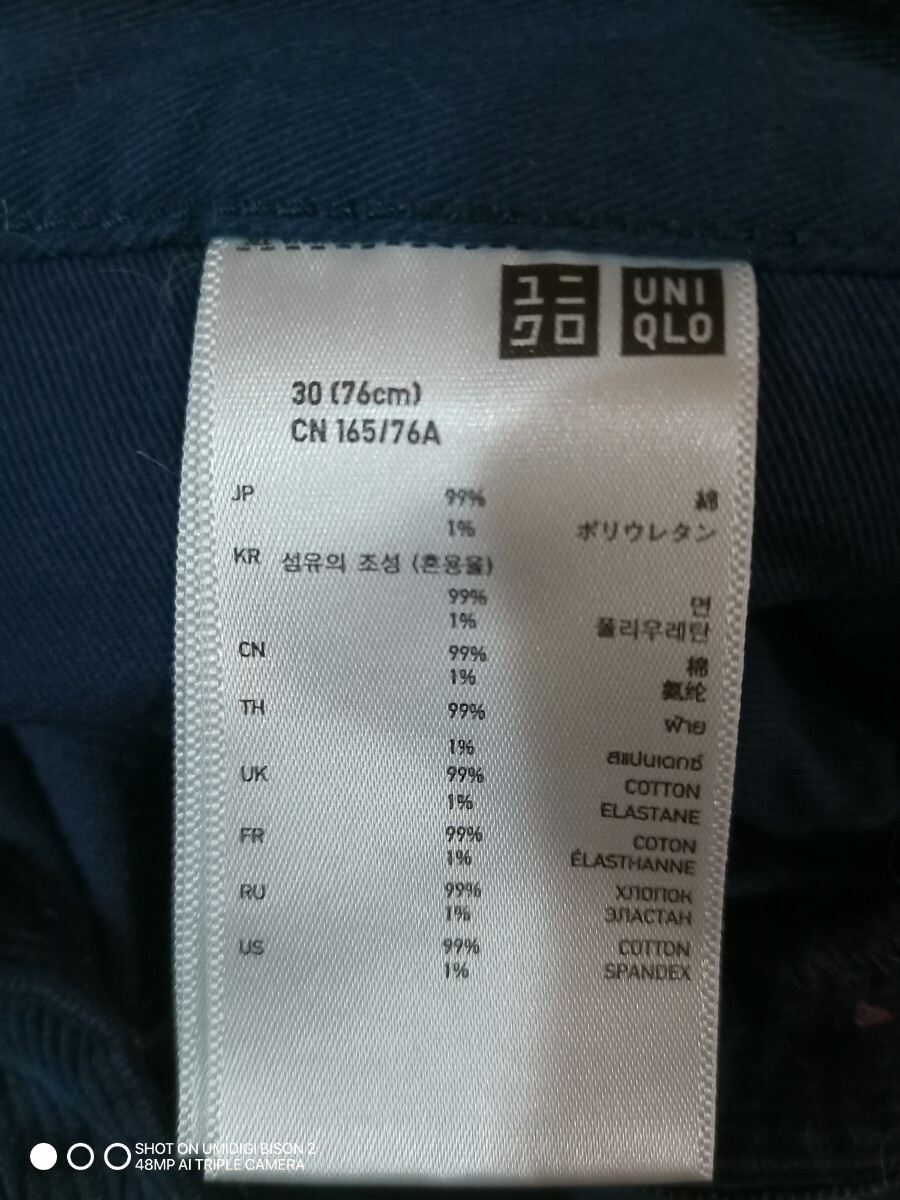 ユニ UNI
クロ QLO
30 (76cm)
CN 165/76A
JP 99% 綿
1% ポリウレタン
KR 섬유의 조성 (혼용율)
99% 면
1% 폴리우레탄
CN 99% 棉
1% 氨纶
TH 99% ฝ้าย
1% สแปนเดกซ์
UK 99% COTTON
1% ELASTANE
FR 99% COTON
1% ÉLASTHANNE
RU 99% ХЛОПОК
1% ЭЛАСТАН
US 99% COTTON
1% SPANDEX
SHOT ON UMIDIGI BISON 2
48MP AI TRIPLE CAMERA